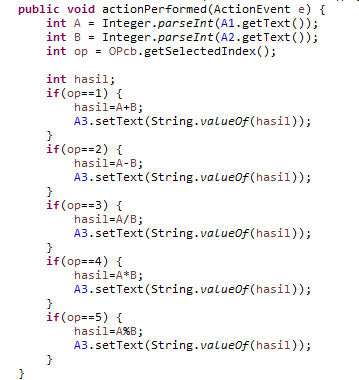 public void actionPerformed(ActionEvent e) {
int A = Integer.parseInt(A1.getText());
int B = Integer.parseInt(A2.getText());
int op = OPcb.getSelectedIndex();
int hasil;
if(op==1) {
hasil=A+B;
A3.setText(String.valueOf(hasil));
}
if(op==2) {
hasil=A-B;
A3.setText(String.valueOf(hasil));
}
if(op==3) {
hasil=A/B;
A3.setText(String.valueOf(hasil));
}
if(op==4) {
hasil=A*B;
A3.setText(String.valueOf(hasil));
}
if(op==5) {
hasil=A%B;
A3.setText(String.valueOf(hasil));
}
}